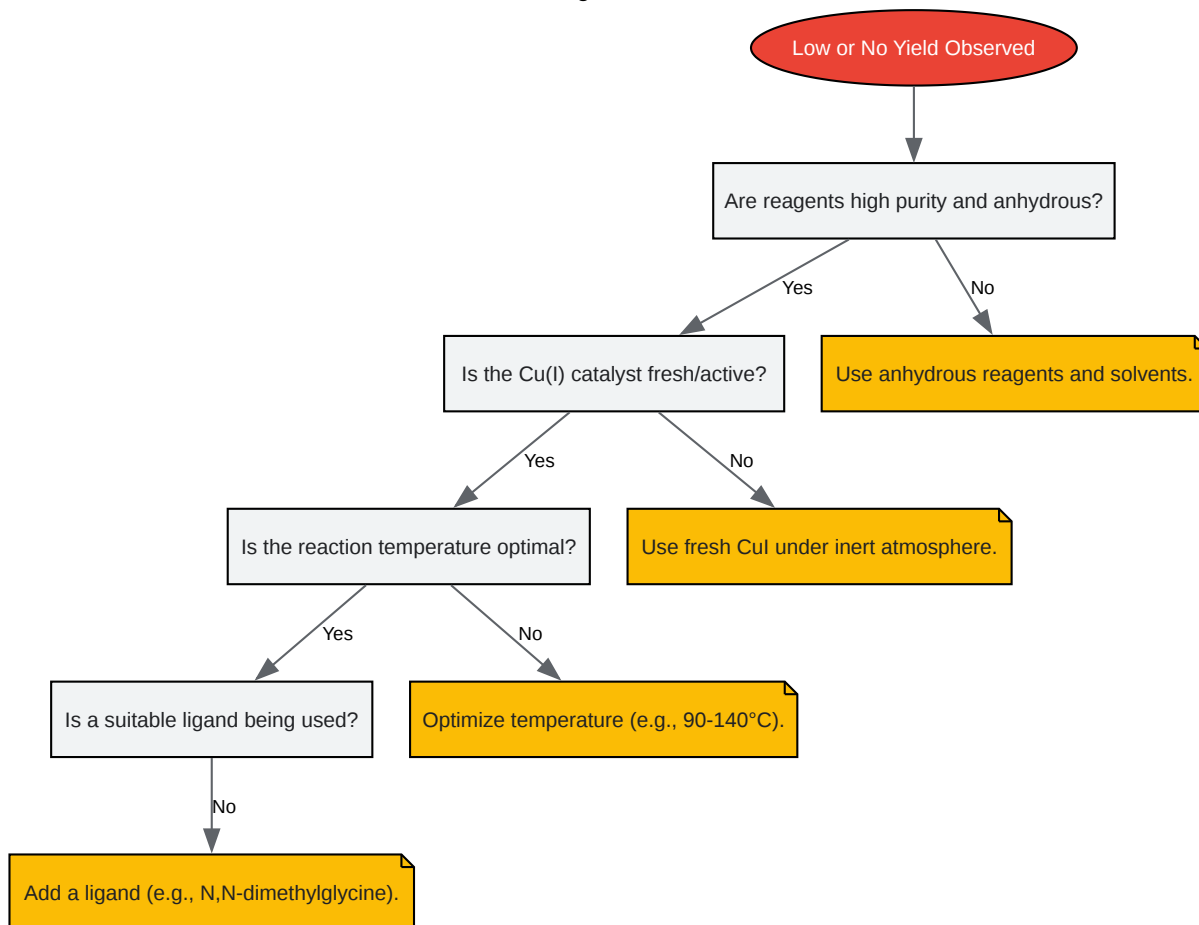 Low or No Yield Observed
Are reagents high purity and anhydrous?
Yes
No
Is the Cu(I) catalyst fresh/active?
Use anhydrous reagents and solvents.
Yes
No
Is the reaction temperature optimal?
Use fresh CuI under inert atmosphere.
Yes
No
Is a suitable ligand being used?
Optimize temperature (e.g., 90-140°C).
No
Add a ligand (e.g., N,N-dimethylglycine).